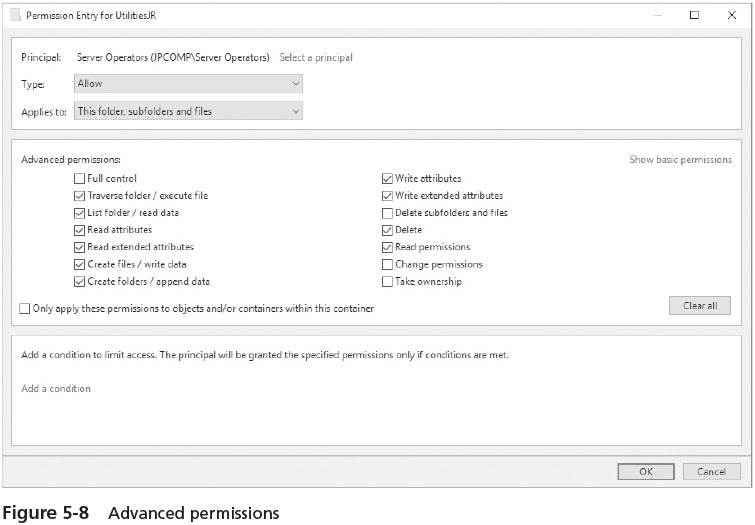 Permission Entry for UtilitiesJR
Principal: Server Operators (JPCOMP\Server Operators) Select a principal
Type: Allow
Applies to: This folder, subfolders and files
Advanced permissions: Show basic permissions
Full control Write attributes
Traverse folder / execute file Write extended attributes
List folder / read data Delete subfolders and files
Read attributes Delete
Read extended attributes Read permissions
Create files / write data Change permissions
Create folders / append data Take ownership
Only apply these permissions to objects and/or containers within this container Clear all
Add a condition to limit access. The principal will be granted the specified permissions only if conditions are met.
Add a condition
OK Cancel
Figure 5-8 Advanced permissions